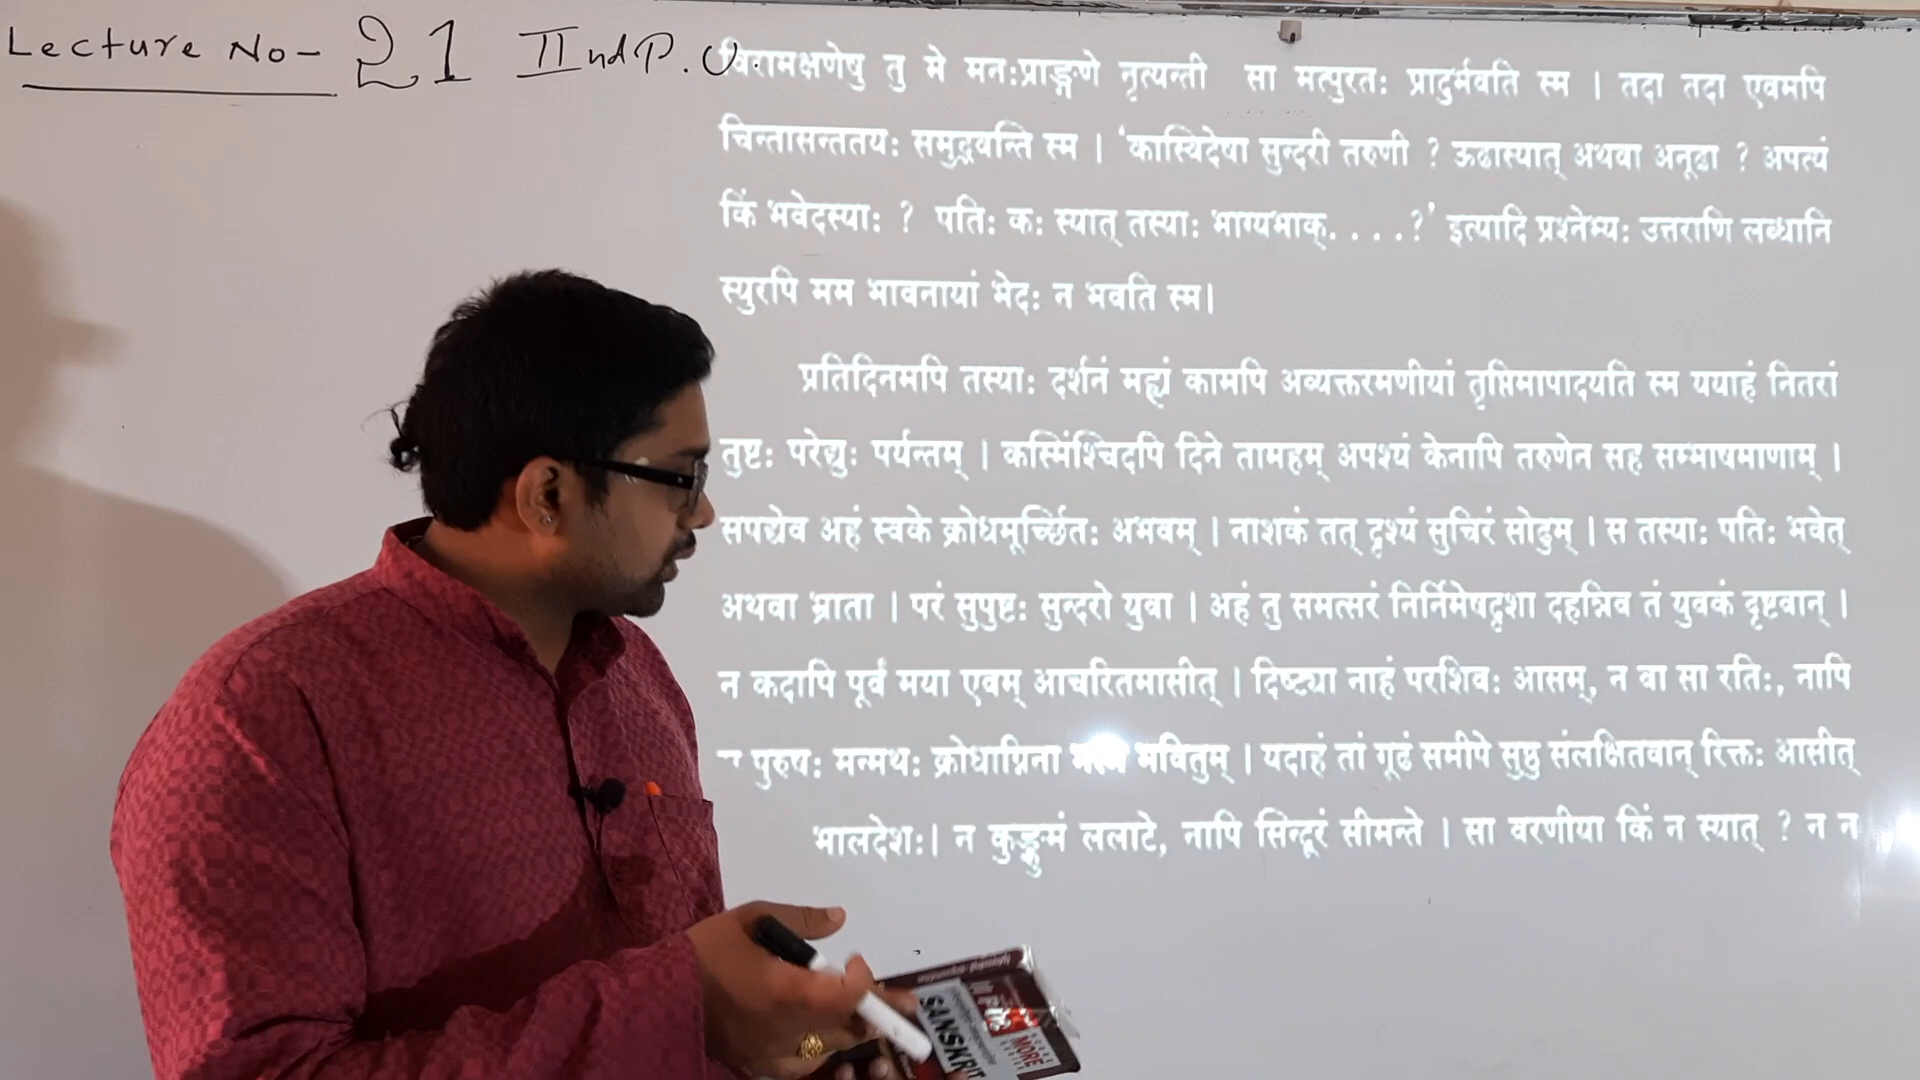 Lecture No- 21 IInd P.U.
विरामक्षणेषु तु मे मनःप्राङ्गणे नृत्यन्ती सा मत्पुरतः प्रादुर्भवति स्म । तदा तदा एवमपि
चिन्तासन्ततयः समुद्भवन्ति स्म । 'कास्विदेषा सुन्दरी तरुणी ? ऊढास्यात् अथवा अनूढा ? अपत्यं
किं भवेदस्याः ? पतिः कः स्यात् तस्याः भाग्यभाक्. . . .?' इत्यादि प्रश्नेभ्यः उत्तराणि लब्धानि
स्युरपि मम भावनायां भेदः न भवति स्म।
प्रतिदिनमपि तस्याः दर्शनं मह्यं कामपि अव्यक्तरमणीयां तृप्तिमापादयति स्म ययाहं नितरां
तुष्टः परेद्युः पर्यन्तम् । कस्मिंश्चिदपि दिने तामहम् अपश्यं केनापि तरुणेन सह सम्भाषमाणाम् ।
सपद्येव अहं स्वके क्रोधमूर्च्छितः अभवम् । नाशकं तत् दृश्यं सुचिरं सोढुम् । स तस्याः पतिः भवेत्
अथवा भ्राता । परं सुपुष्टः सुन्दरो युवा । अहं तु समत्सरं निर्निमेषदृशा दहन्निव तं युवकं दृष्टवान् ।
न कदापि पूर्वं मया एवम् आचरितमासीत् । दिष्ट्या नाहं परशिवः आसम्, न वा सा रतिः, नापि
पुरुषः मन्मथः क्रोधाग्निना भवितुम् । यदाहं तां गूढं समीपे सुष्ठु संलक्षितवान् रिक्तः आसीत्
भालदेशः। न कुङ्कुमं ललाटे, नापि सिन्दूरं सीमन्ते । सा वरणीया किं न स्यात् ? न न
SANSKRIT
MORE